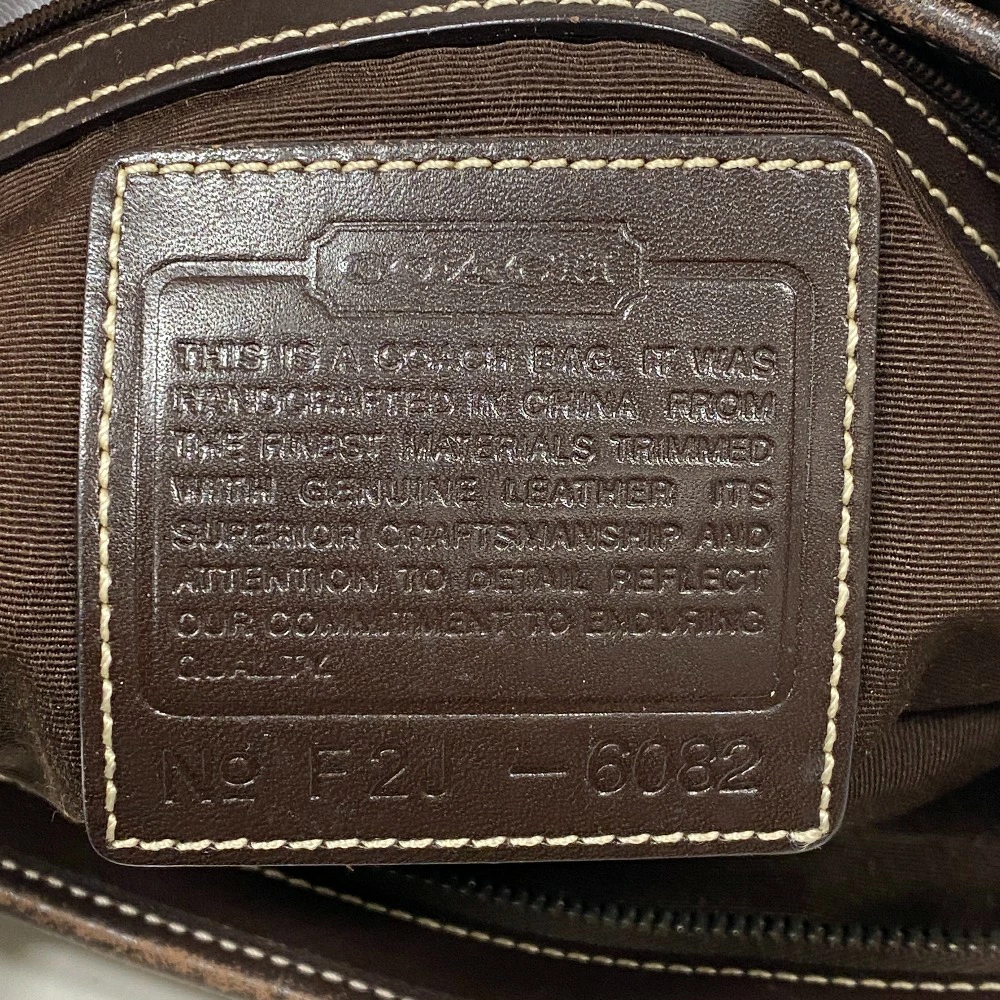 COACH
THIS IS A COACH BAG. IT WAS
HANDCRAFTED IN CHINA FROM
THE FINEST MATERIALS TRIMMED
WITH GENUINE LEATHER ITS
SUPERIOR CRAFTSMANSHIP AND
ATTENTION TO DETAIL REFLECT
OUR COMMITMENT TO ENDURING
QUALITY
Nº F2J -6082